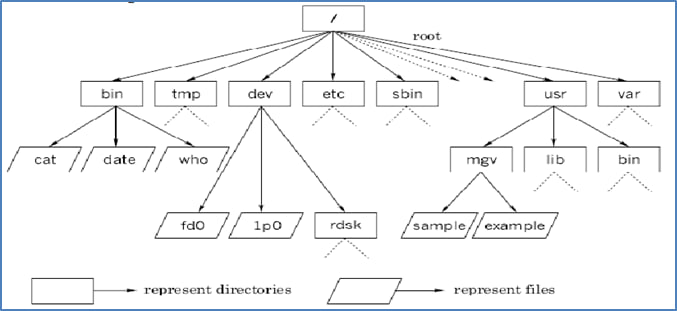 /
root
bin tmp dev etc sbin usr var
cat date who mgv lib bin
fd0 1p0 rdsk sample example
represent directories represent files